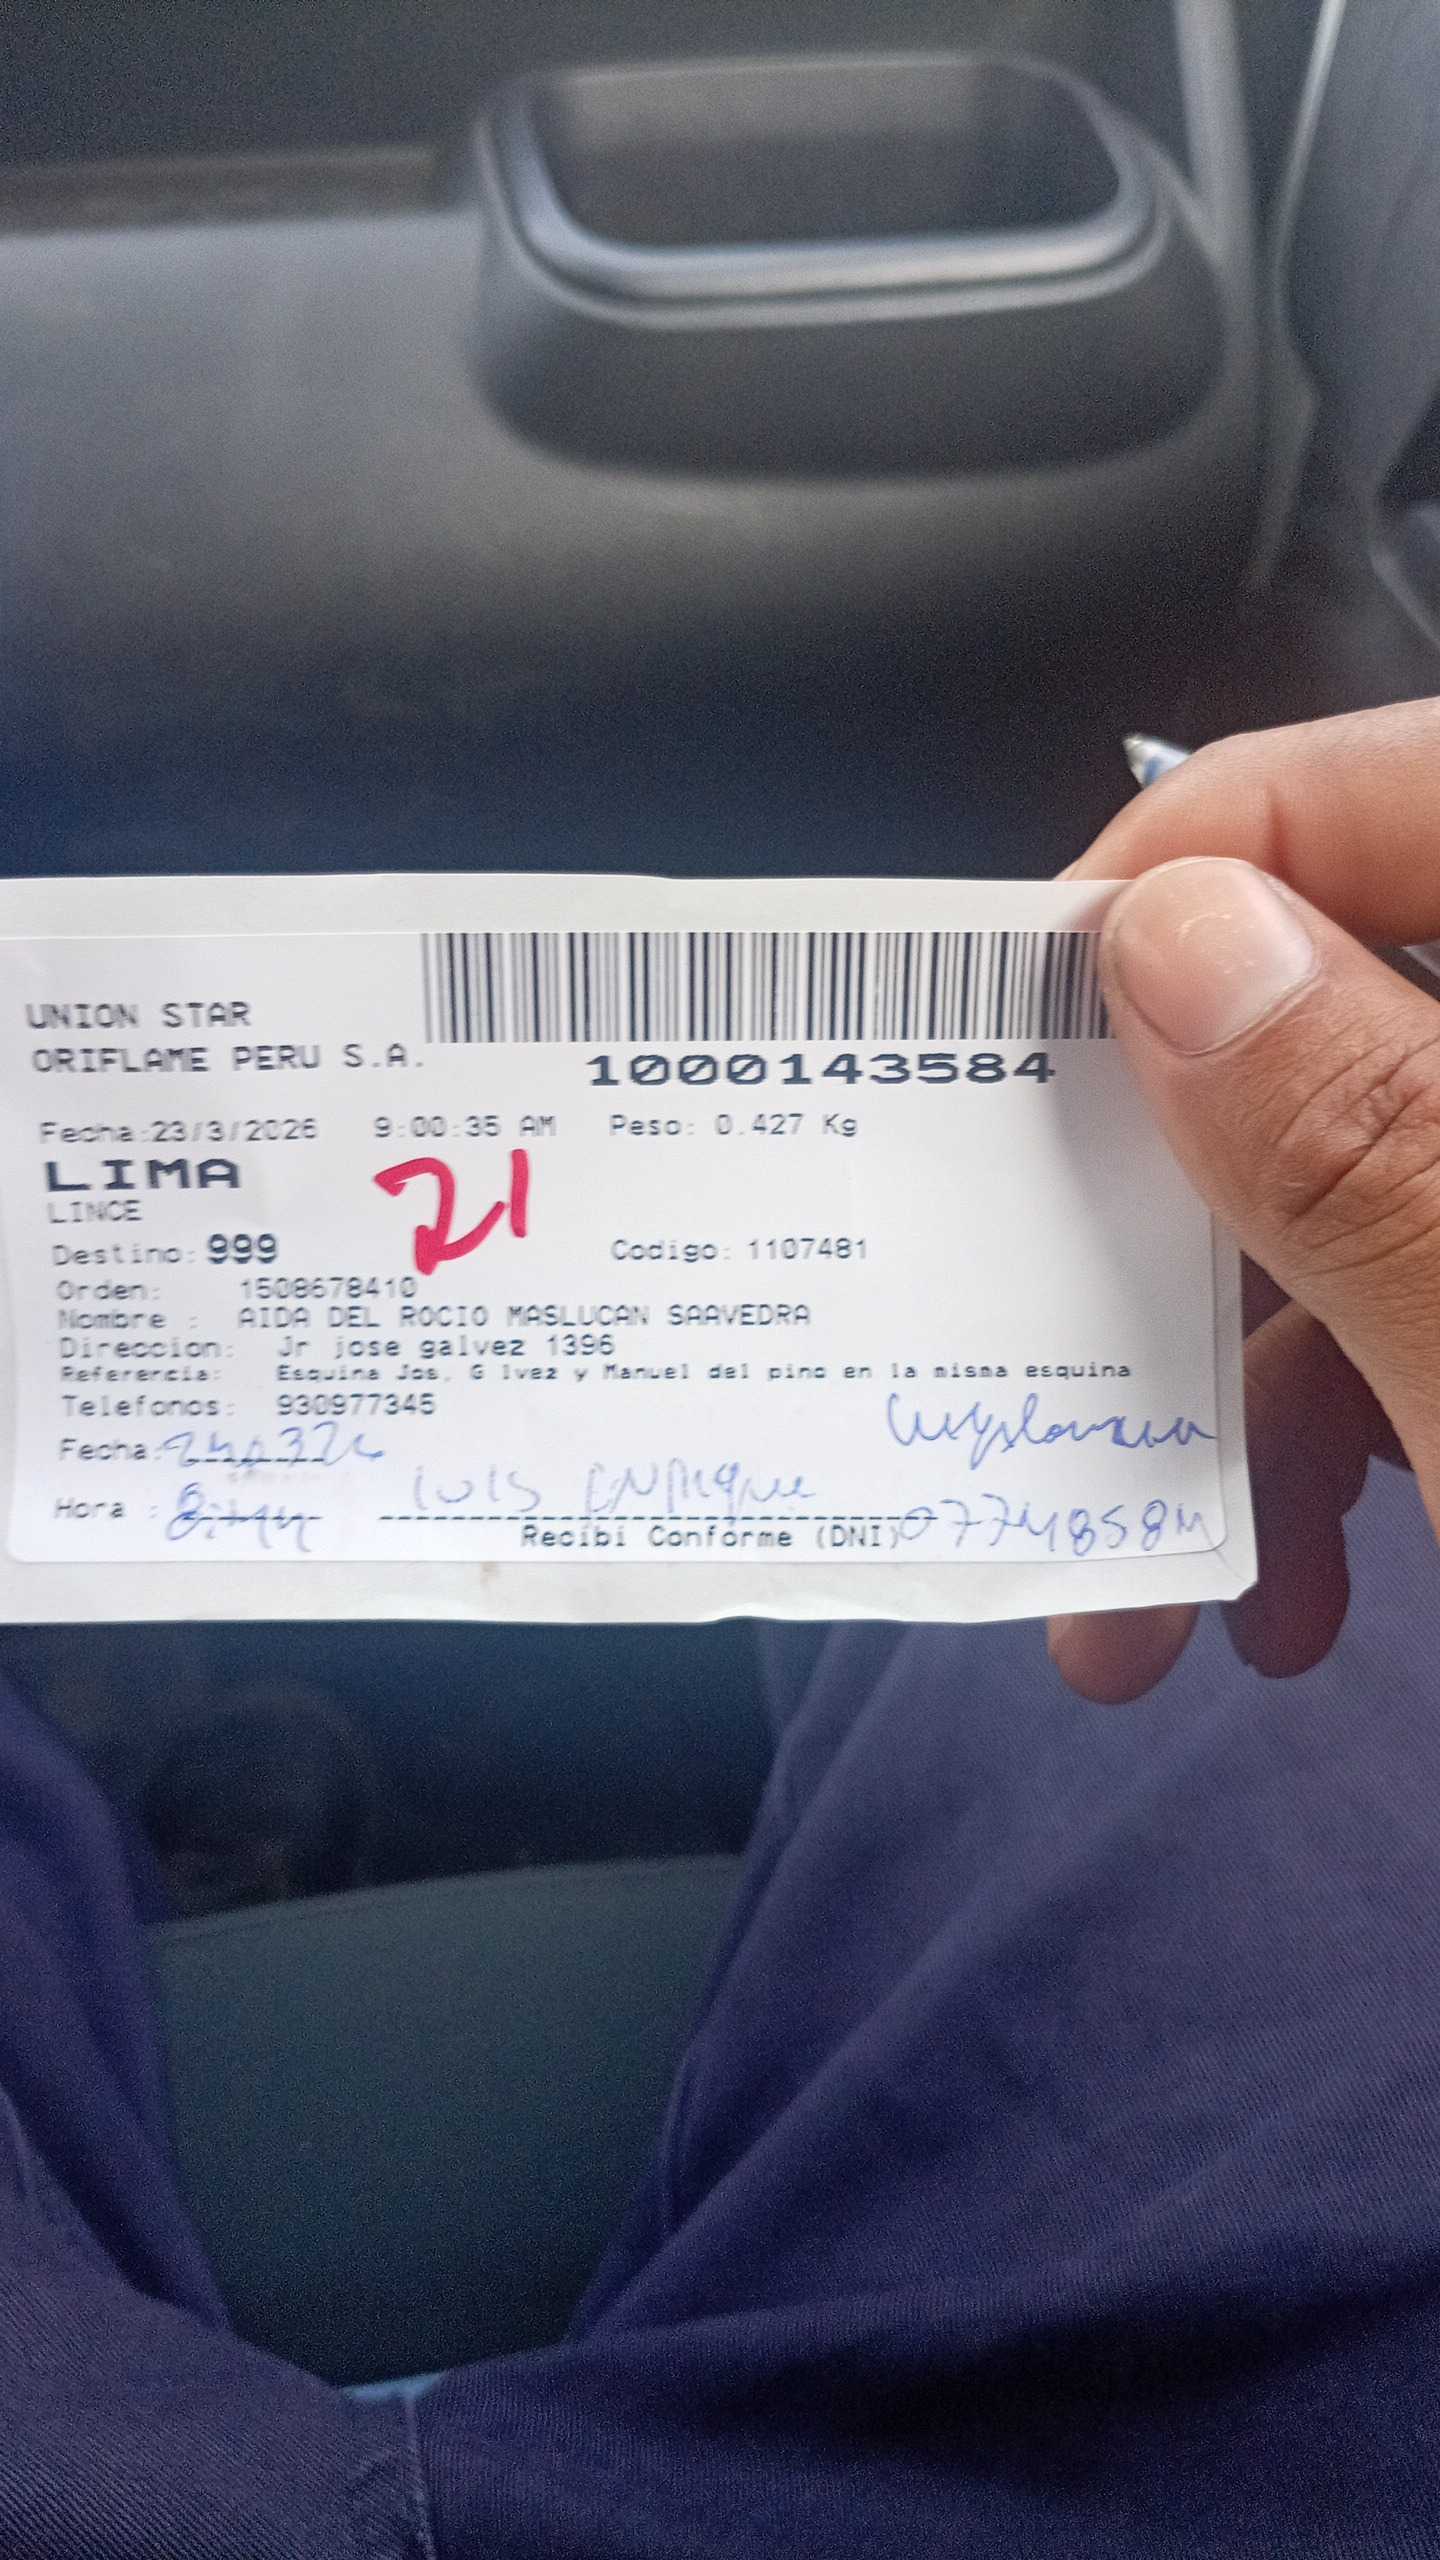 UNION STAR
ORIFLAME PERU S.A.
1000143584
Fecha:23/3/2026 9:00:35 AM Peso: 0.427 Kg
LIMA
21
LINCE
Destino: 999 Codigo: 1107481
Orden: 1508678410
Nombre : AIDA DEL ROCIO MASLUCAN SAAVEDRA
Direccion: Jr jose galvez 1396
Referencia: Esquina Jos. G lvez y Manuel del pino en la misma esquina
Telefonos: 930977345
Fecha:
Luis Enrique
Hora :
Recibi Conforme (DNI)